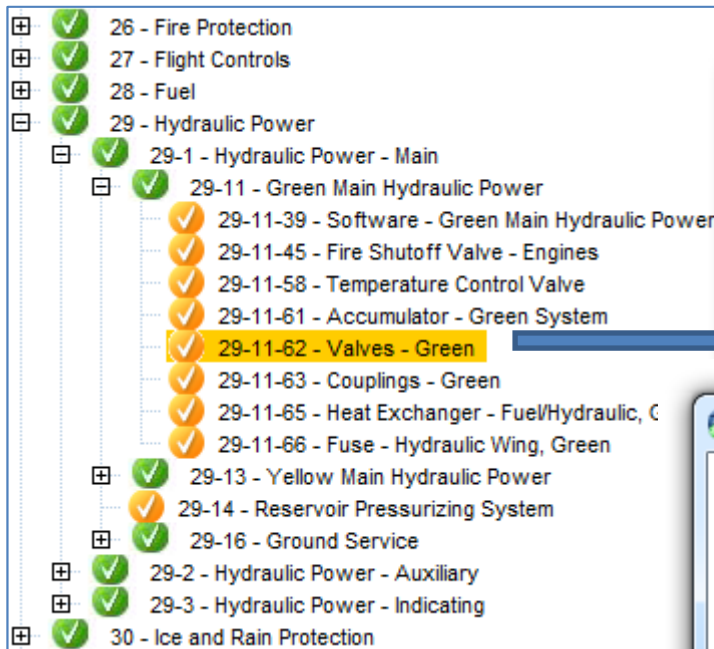 26 - Fire Protection
27 - Flight Controls
28 - Fuel
29 - Hydraulic Power
29-1 - Hydraulic Power - Main
29-11 - Green Main Hydraulic Power
29-11-39 - Software - Green Main Hydraulic Power
29-11-45 - Fire Shutoff Valve - Engines
29-11-58 - Temperature Control Valve
29-11-61 - Accumulator - Green System
29-11-62 - Valves - Green
29-11-63 - Couplings - Green
29-11-65 - Heat Exchanger - Fuel/Hydraulic,
29-11-66 - Fuse - Hydraulic Wing, Green
29-13 - Yellow Main Hydraulic Power
29-14 - Reservoir Pressurizing System
29-16 - Ground Service
29-2 - Hydraulic Power - Auxiliary
29-3 - Hydraulic Power - Indicating
30 - Ice and Rain Protection